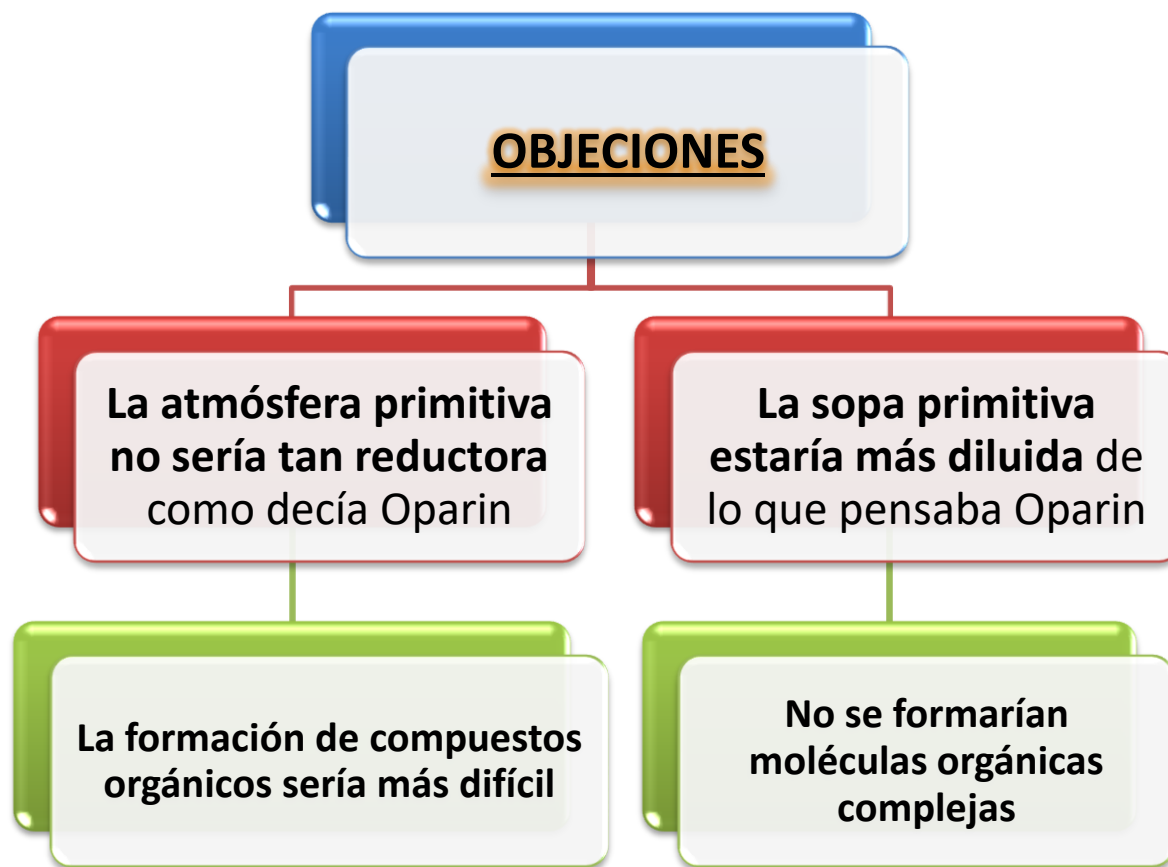 OBJECIONES
La atmósfera primitiva
no sería tan reductora
como decía Oparin
La sopa primitiva
estaría más diluida de
lo que pensaba Oparin
La formación de compuestos
orgánicos sería más difícil
No se formarían
moléculas orgánicas
complejas